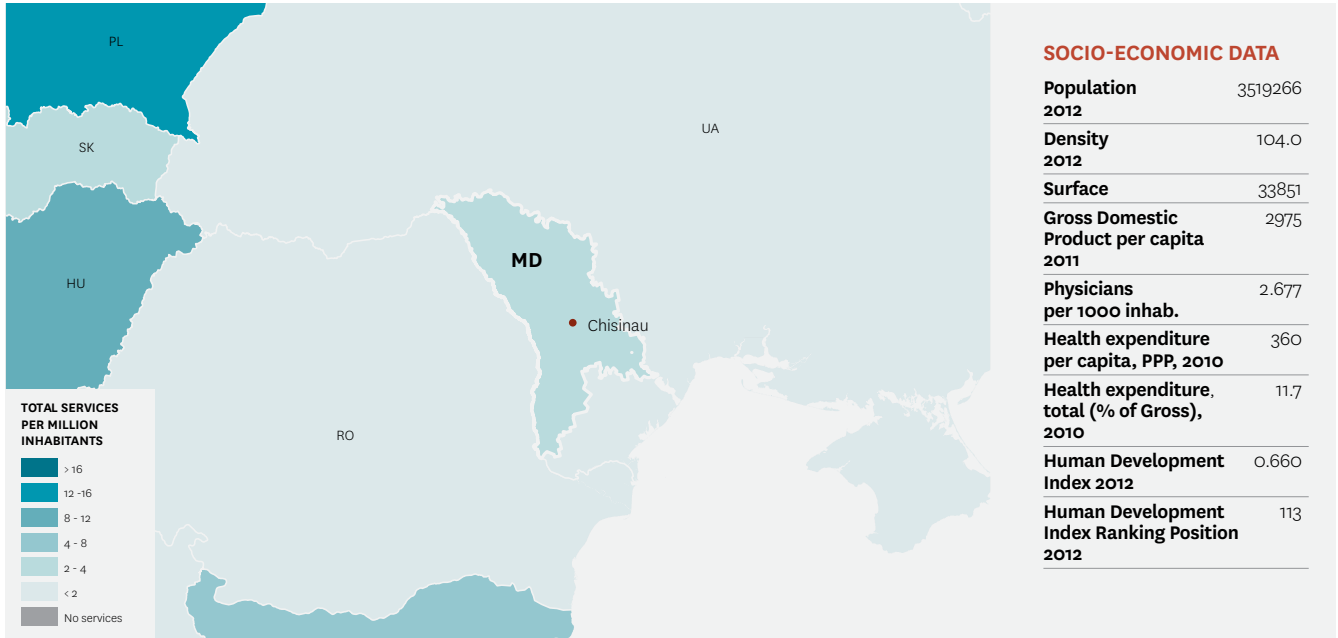 PL
SK
UA
MD
HU
Chisinau
RO
TOTAL SERVICES
PER MILLION
INHABITANTS
> 16
12 -16
8 - 12
4 - 8
2 - 4
< 2
No services
SOCIO-ECONOMIC DATA
Population 3519266
2012
Density 104.0
2012
Surface 33851
Gross Domestic 2975
Product per capita
2011
Physicians 2.677
per 1000 inhab.
Health expenditure 360
per capita, PPP, 2010
Health expenditure, 11.7
total (% of Gross),
2010
Human Development 0.660
Index 2012
Human Development 113
Index Ranking Position
2012